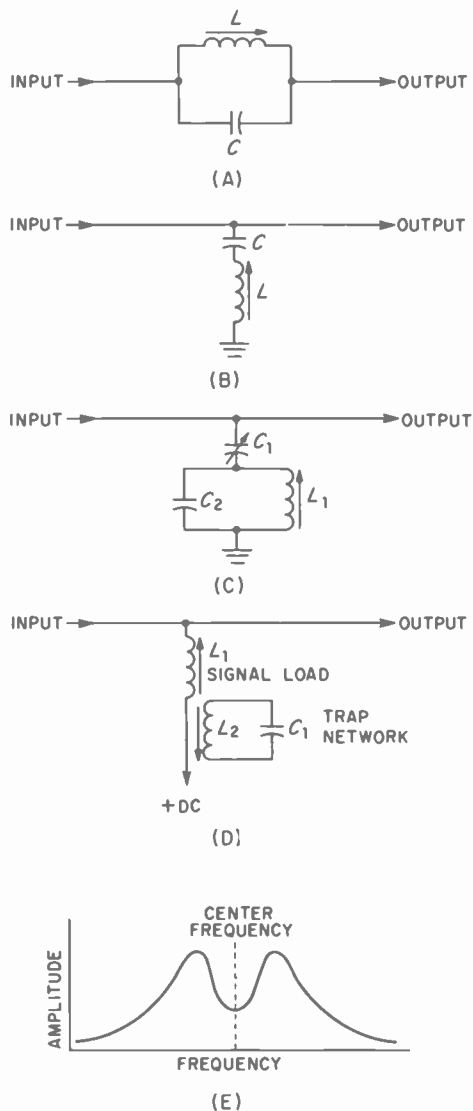 L
INPUT
OUTPUT
C
(A)
INPUT
OUTPUT
C
L
(B)
INPUT
OUTPUT
C1
C2
L1
(C)
INPUT
OUTPUT
L1
SIGNAL LOAD
L2
C1
TRAP
NETWORK
+DC
(D)
CENTER
FREQUENCY
AMPLITUDE
FREQUENCY
(E)